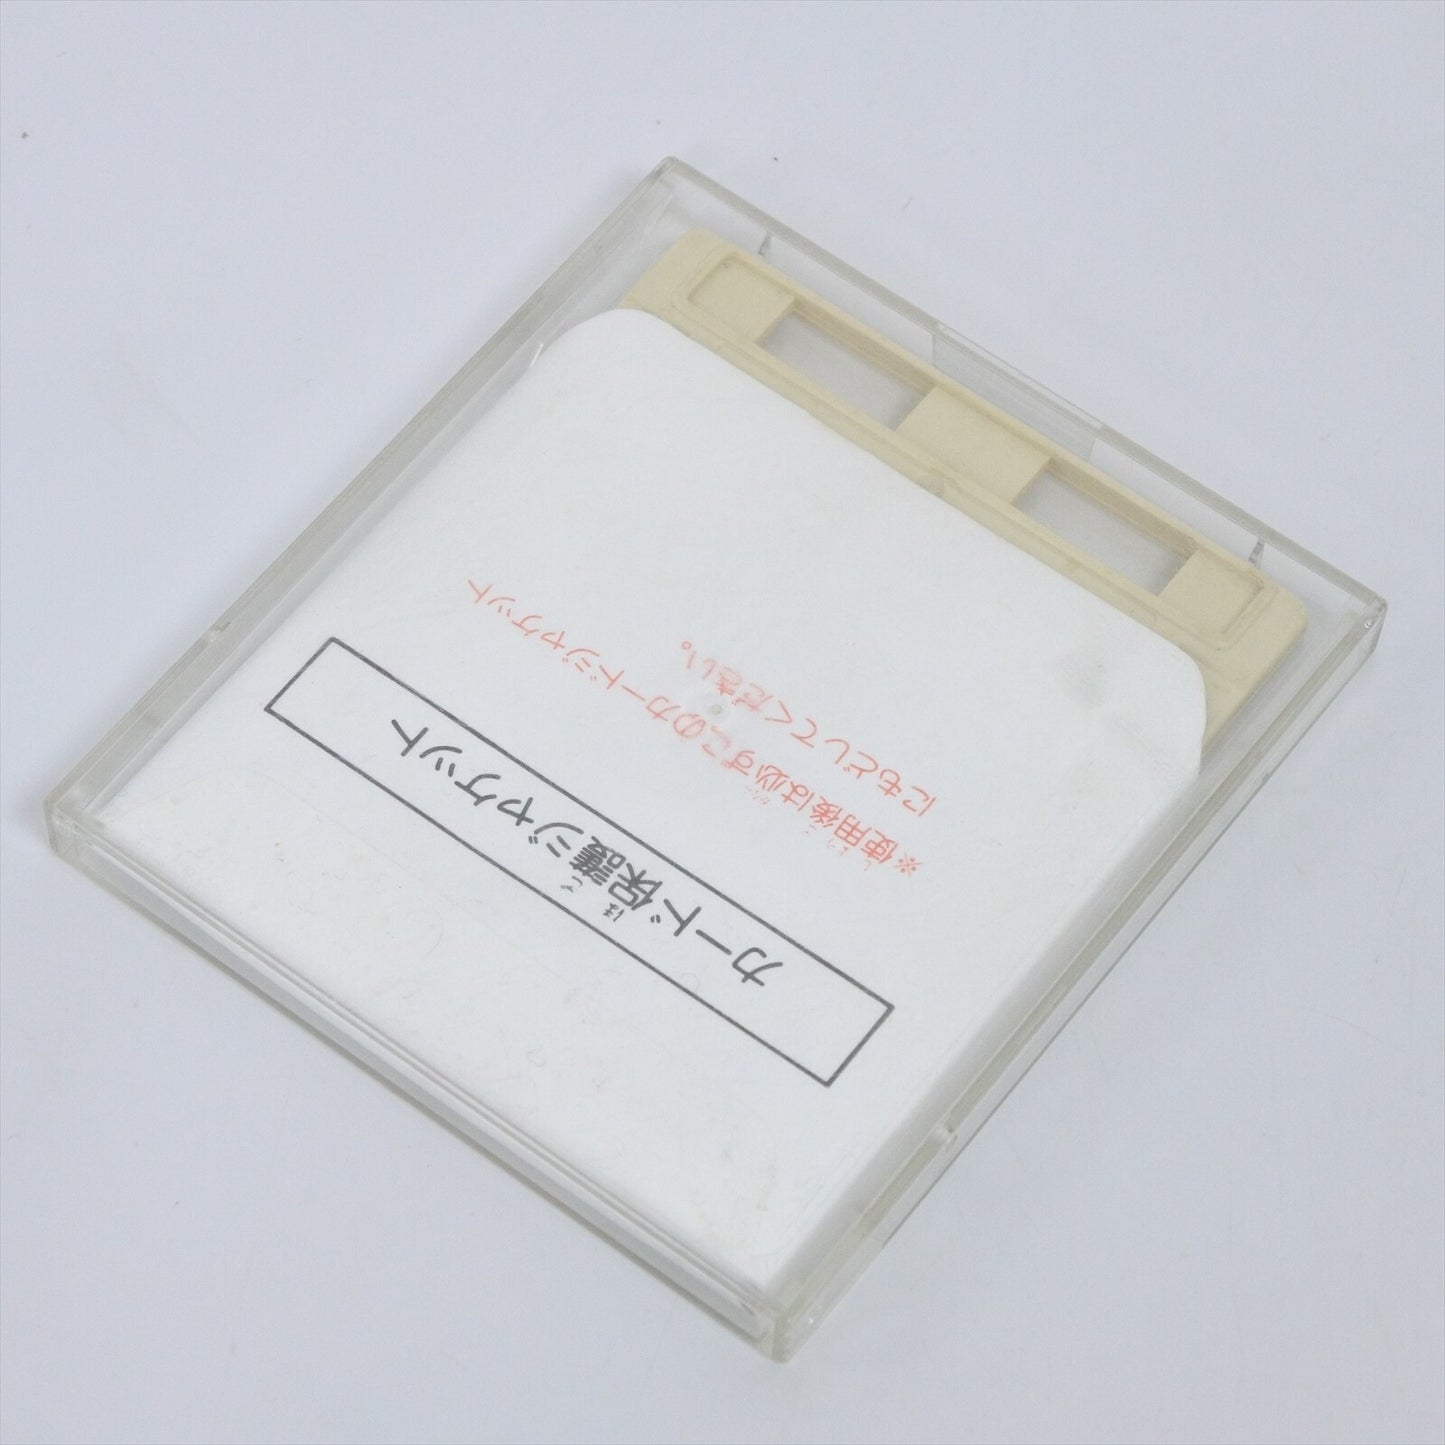 カード保護ジャケット
※使用後は必ずこのカードジャケット
にもどしてください。